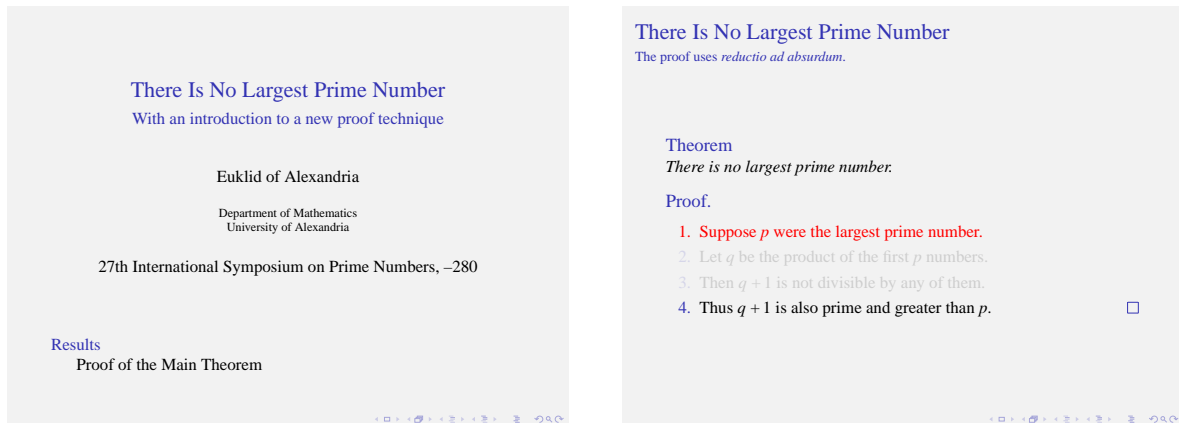 There Is No Largest Prime Number
With an introduction to a new proof technique
Euklid of Alexandria
Department of Mathematics
University of Alexandria
27th International Symposium on Prime Numbers, –280
Results
Proof of the Main Theorem
There Is No Largest Prime Number
The proof uses reductio ad absurdum.
Theorem
There is no largest prime number.
Proof.
1. Suppose p were the largest prime number.
2. Let q be the product of the first p numbers.
3. Then q + 1 is not divisible by any of them.
4. Thus q + 1 is also prime and greater than p.